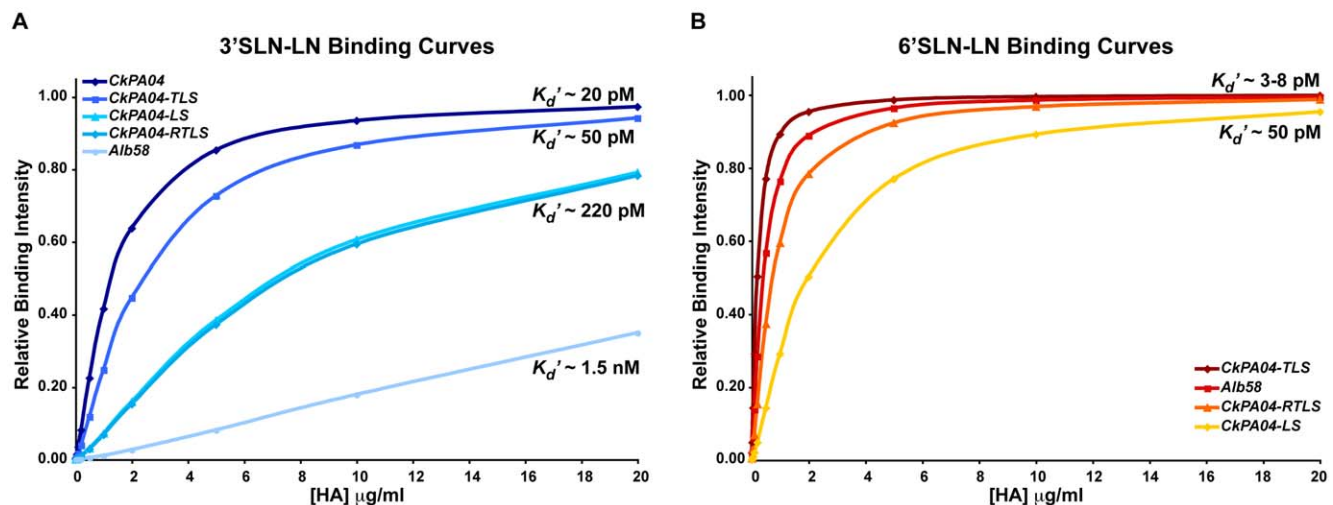 A
3'SLN-LN Binding Curves
CkPA04
CkPA04-TLS
CkPA04-LS
CkPA04-RTLS
Alb58
Kd' ~ 20 pM
Kd' ~ 50 pM
Kd' ~ 220 pM
Kd' ~ 1.5 nM
Relative Binding Intensity
1.00
0.80
0.60
0.40
0.20
0.00
0 2 4 6 8 10 12 14 16 18 20
[HA] μg/ml
B
6'SLN-LN Binding Curves
Kd' ~ 3-8 pM
Kd' ~ 50 pM
CkPA04-TLS
Alb58
CkPA04-RTLS
CkPA04-LS
Relative Binding Intensity
1.00
0.80
0.60
0.40
0.20
0.00
0 2 4 6 8 10 12 14 16 18 20
[HA] μg/ml